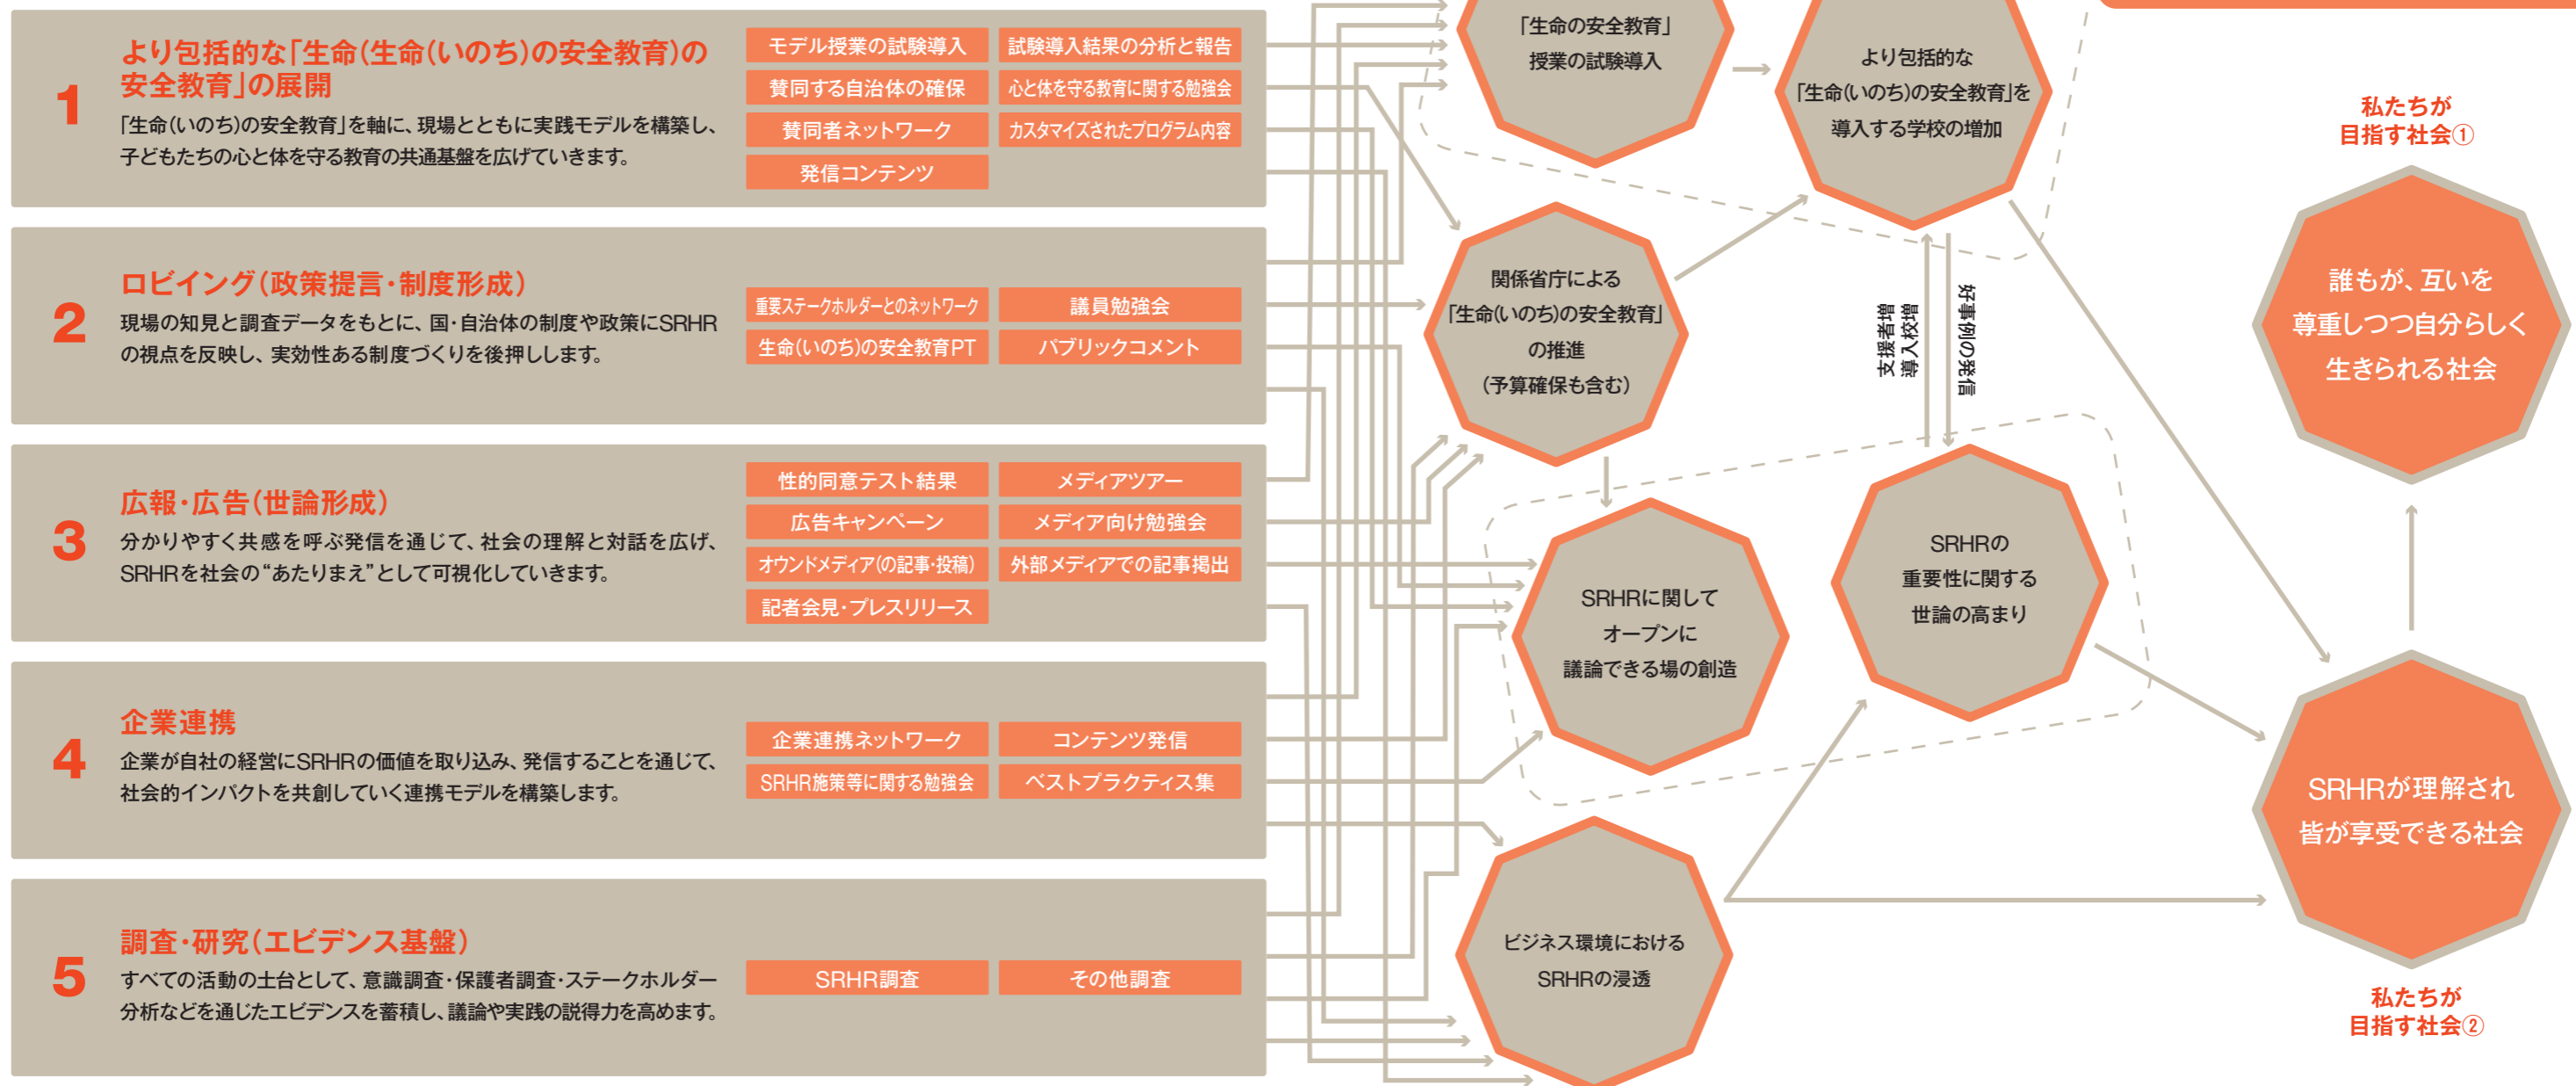 1
より包括的な「生命(生命(いのち)の安全教育)の
安全教育」の展開
「生命(いのち)の安全教育」を軸に、現場とともに実践モデルを構築し、
子どもたちの心と体を守る教育の共通基盤を広げていきます。
モデル授業の試験導入
試験導入結果の分析と報告
賛同する自治体の確保
心と体を守る教育に関する勉強会
賛同者ネットワーク
カスタマイズされたプログラム内容
発信コンテンツ
2
ロビイング(政策提言・制度形成)
現場の知見と調査データをもとに、国・自治体の制度や政策にSRHR
の視点を反映し、実効性ある制度づくりを後押しします。
重要ステークホルダーとのネットワーク
議員勉強会
生命(いのち)の安全教育PT
パブリックコメント
3
広報・広告(世論形成)
分かりやすく共感を呼ぶ発信を通じて、社会の理解と対話を広げ、
SRHRを社会の“あたりまえ”として可視化していきます。
性的同意テスト結果
メディアツアー
広告キャンペーン
メディア向け勉強会
オウンドメディア(の記事・投稿)
外部メディアでの記事掲出
記者会見・プレスリリース
4
企業連携
企業が自社の経営にSRHRの価値を取り込み、発信することを通じて、
社会的インパクトを共創していく連携モデルを構築します。
企業連携ネットワーク
コンテンツ発信
SRHR施策等に関する勉強会
ベストプラクティス集
5
調査・研究(エビデンス基盤)
すべての活動の土台として、意識調査・保護者調査・ステークホルダー
分析などを通じたエビデンスを蓄積し、議論や実践の説得力を高めます。
SRHR調査
その他調査
「生命の安全教育」
授業の試験導入
より包括的な
「生命(いのち)の安全教育」を
導入する学校の増加
関係省庁による
「生命(いのち)の安全教育」
の推進
(予算確保も含む)
支援者増
導入校増
好事例の発信
SRHRに関して
オープンに
議論できる場の創造
SRHRの
重要性に関する
世論の高まり
ビジネス環境における
SRHRの浸透
私たちが
目指す社会①
誰もが、互いを
尊重しつつ自分らしく
生きられる社会
SRHRが理解され
皆が享受できる社会
私たちが
目指す社会②